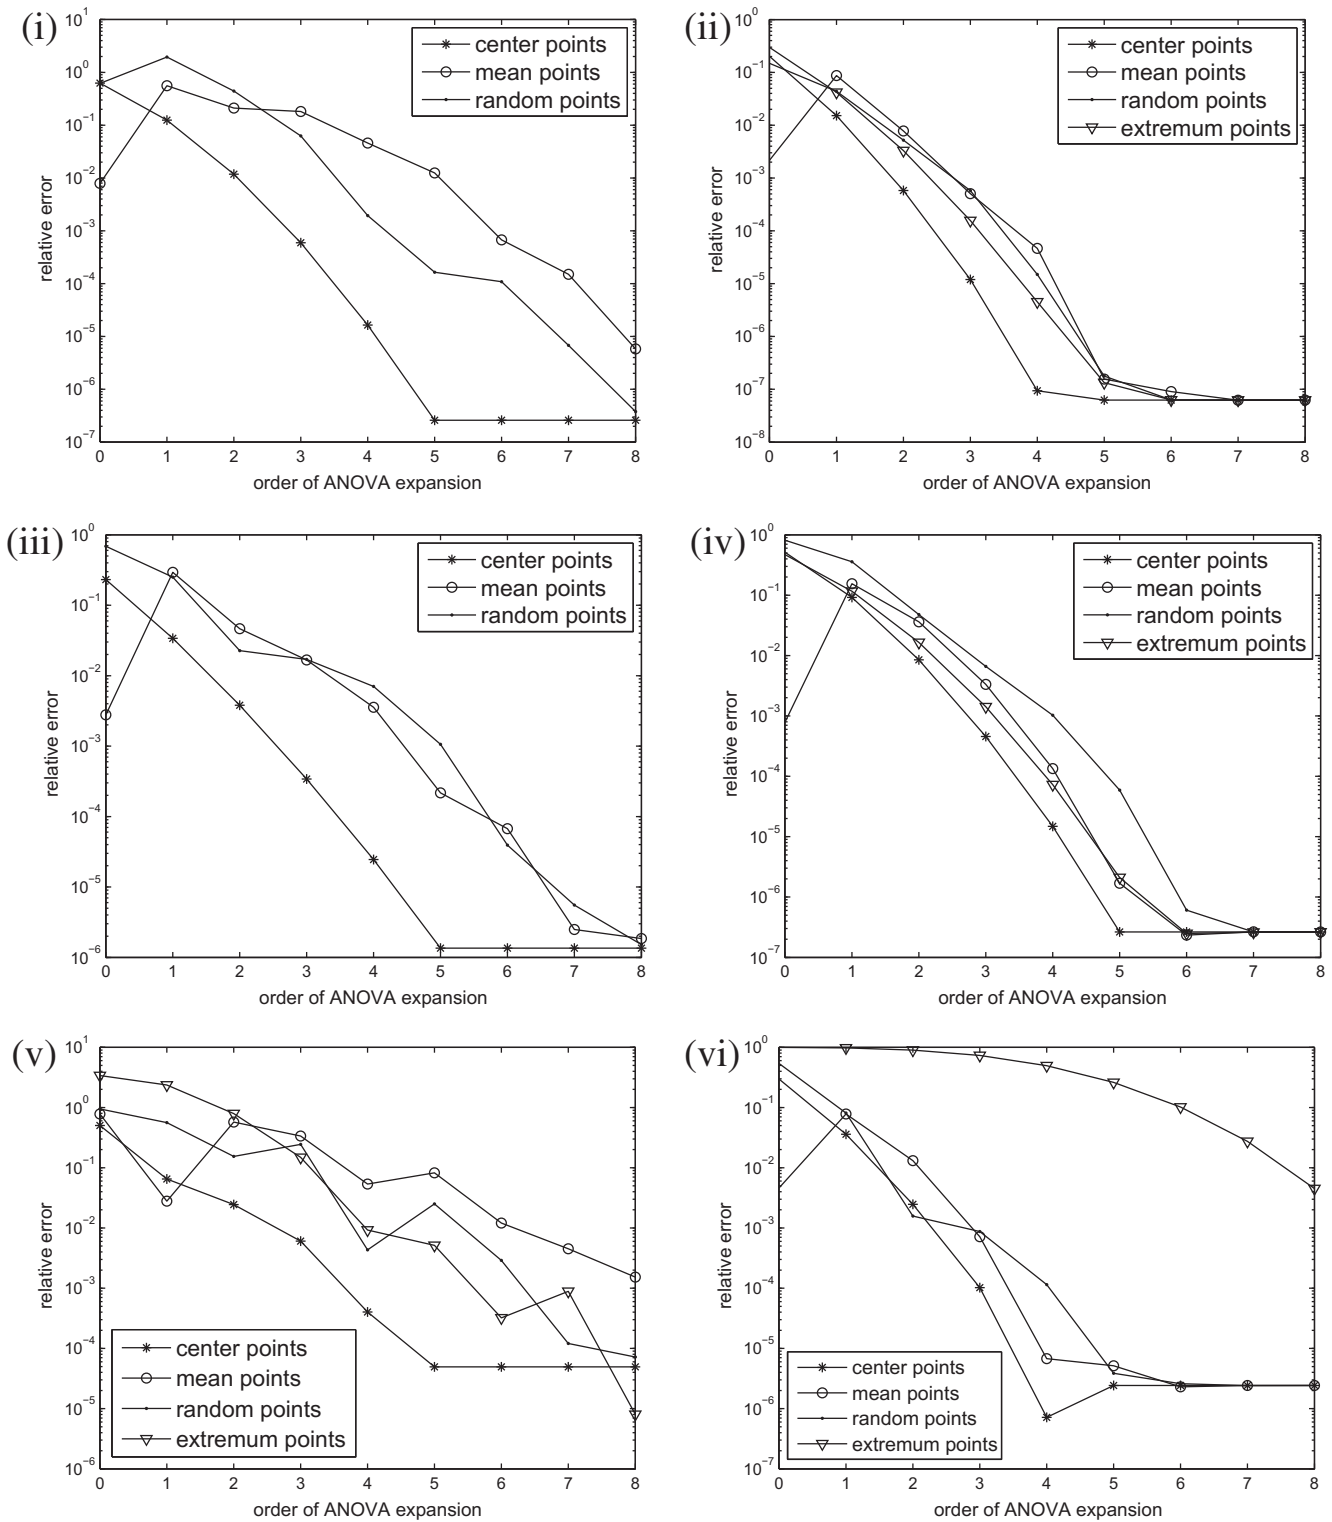 (i)
10^1
10^0
10^−1
10^−2
10^−3
10^−4
10^−5
10^−6
10^−7
relative error
0 1 2 3 4 5 6 7 8
order of ANOVA expansion
center points
mean points
random points
(ii)
10^0
10^−1
10^−2
10^−3
10^−4
10^−5
10^−6
10^−7
10^−8
relative error
0 1 2 3 4 5 6 7 8
order of ANOVA expansion
center points
mean points
random points
extremum points
(iii)
10^0
10^−1
10^−2
10^−3
10^−4
10^−5
10^−6
relative error
0 1 2 3 4 5 6 7 8
order of ANOVA expansion
center points
mean points
random points
(iv)
10^0
10^−1
10^−2
10^−3
10^−4
10^−5
10^−6
10^−7
relative error
0 1 2 3 4 5 6 7 8
order of ANOVA expansion
center points
mean points
random points
extremum points
(v)
10^1
10^0
10^−1
10^−2
10^−3
10^−4
10^−5
10^−6
relative error
0 1 2 3 4 5 6 7 8
order of ANOVA expansion
center points
mean points
random points
extremum points
(vi)
10^0
10^−1
10^−2
10^−3
10^−4
10^−5
10^−6
10^−7
relative error
0 1 2 3 4 5 6 7 8
order of ANOVA expansion
center points
mean points
random points
extremum points